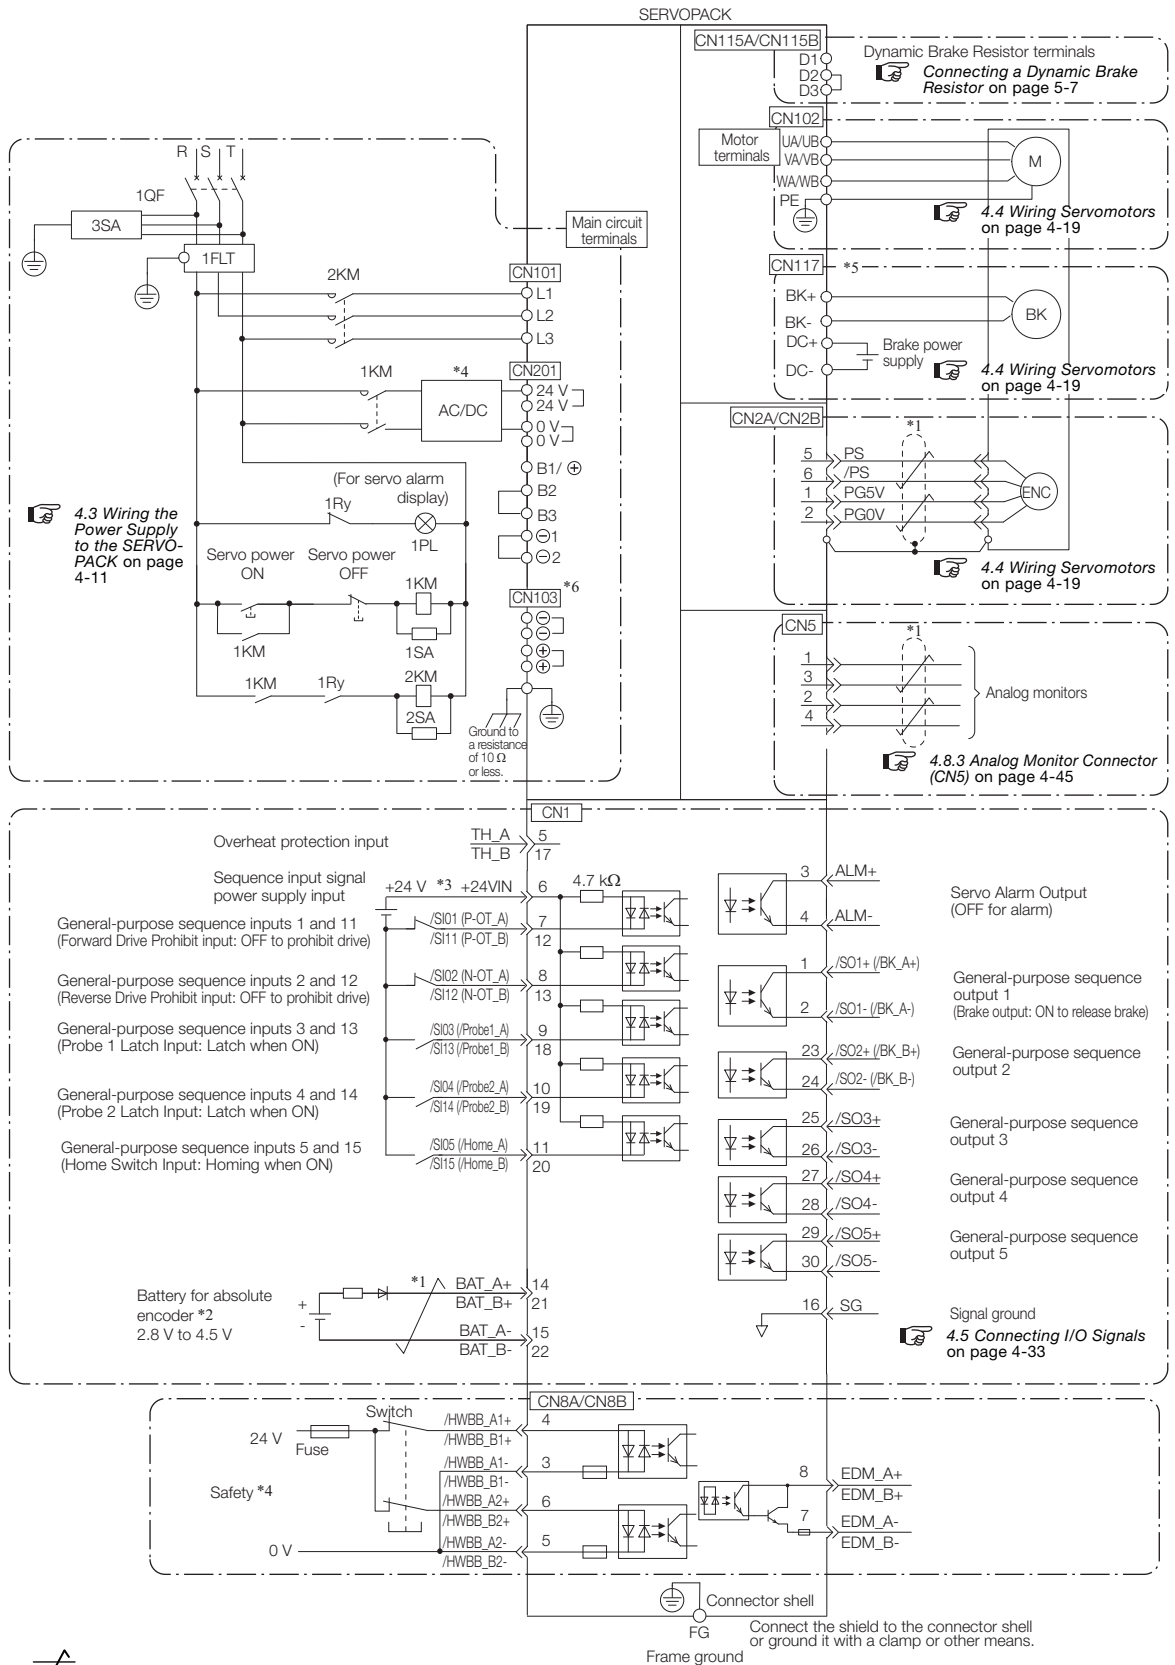 SERVOPACK
CN115A/CN115B
D1
D2
D3
Dynamic Brake Resistor terminals
Connecting a Dynamic Brake
Resistor on page 5-7
CN102
Motor
terminals
UA/UB
VA/VB
WA/WB
PE
M
4.4 Wiring Servomotors
on page 4-19
R S T
1QF
3SA
1FLT
Main circuit
terminals
2KM
CN101
L1
L2
L3
CN117 *5
BK+
BK-
DC+
DC-
BK
Brake power
supply
4.4 Wiring Servomotors
on page 4-19
1KM
*4
AC/DC
CN201
24 V
24 V
0 V
0 V
B1/ ⊕
B2
B3
⊖1
⊖2
CN2A/CN2B
*1
5 PS
6 /PS
1 PG5V
2 PG0V
ENC
4.4 Wiring Servomotors
on page 4-19
(For servo alarm
display)
1Ry
1PL
4.3 Wiring the
Power Supply
to the SERVO-
PACK on page
4-11
Servo power
ON
Servo power
OFF
1KM
1SA
1KM
CN103 *6
⊖
⊖
⊕
⊕
1KM
1Ry
2KM
2SA
Ground to
a resistance
of 10 Ω
or less.
CN5
*1
1
3
2
4
Analog monitors
4.8.3 Analog Monitor Connector
(CN5) on page 4-45
CN1
Overheat protection input
TH_A 5
TH_B 17
Sequence input signal
power supply input
+24 V *3 +24VIN 6
4.7 kΩ
General-purpose sequence inputs 1 and 11
(Forward Drive Prohibit input: OFF to prohibit drive)
/SI01 (P-OT_A) 7
/SI11 (P-OT_B) 12
General-purpose sequence inputs 2 and 12
(Reverse Drive Prohibit input: OFF to prohibit drive)
/SI02 (N-OT_A) 8
/SI12 (N-OT_B) 13
General-purpose sequence inputs 3 and 13
(Probe 1 Latch Input: Latch when ON)
/SI03 (/Probe1_A) 9
/SI13 (/Probe1_B) 18
General-purpose sequence inputs 4 and 14
(Probe 2 Latch Input: Latch when ON)
/SI04 (/Probe2_A) 10
/SI14 (/Probe2_B) 19
General-purpose sequence inputs 5 and 15
(Home Switch Input: Homing when ON)
/SI05 (/Home_A) 11
/SI15 (/Home_B) 20
3 ALM+
4 ALM-
Servo Alarm Output
(OFF for alarm)
1 /SO1+ (/BK_A+)
2 /SO1- (/BK_A-)
General-purpose sequence
output 1
(Brake output: ON to release brake)
23 /SO2+ (/BK_B+)
24 /SO2- (/BK_B-)
General-purpose sequence
output 2
25 /SO3+
26 /SO3-
General-purpose sequence
output 3
27 /SO4+
28 /SO4-
General-purpose sequence
output 4
29 /SO5+
30 /SO5-
General-purpose sequence
output 5
Battery for absolute
encoder *2
2.8 V to 4.5 V
+
-
*1
BAT_A+ 14
BAT_B+ 21
BAT_A- 15
BAT_B- 22
16 SG
Signal ground
4.5 Connecting I/O Signals
on page 4-33
CN8A/CN8B
24 V
Fuse
Switch
Safety *4
0 V
/HWBB_A1+ 4
/HWBB_B1+
/HWBB_A1- 3
/HWBB_B1-
/HWBB_A2+ 6
/HWBB_B2+
/HWBB_A2- 5
/HWBB_B2-
8 EDM_A+
EDM_B+
7 EDM_A-
EDM_B-
Connector shell
FG
Frame ground
Connect the shield to the connector shell
or ground it with a clamp or other means.